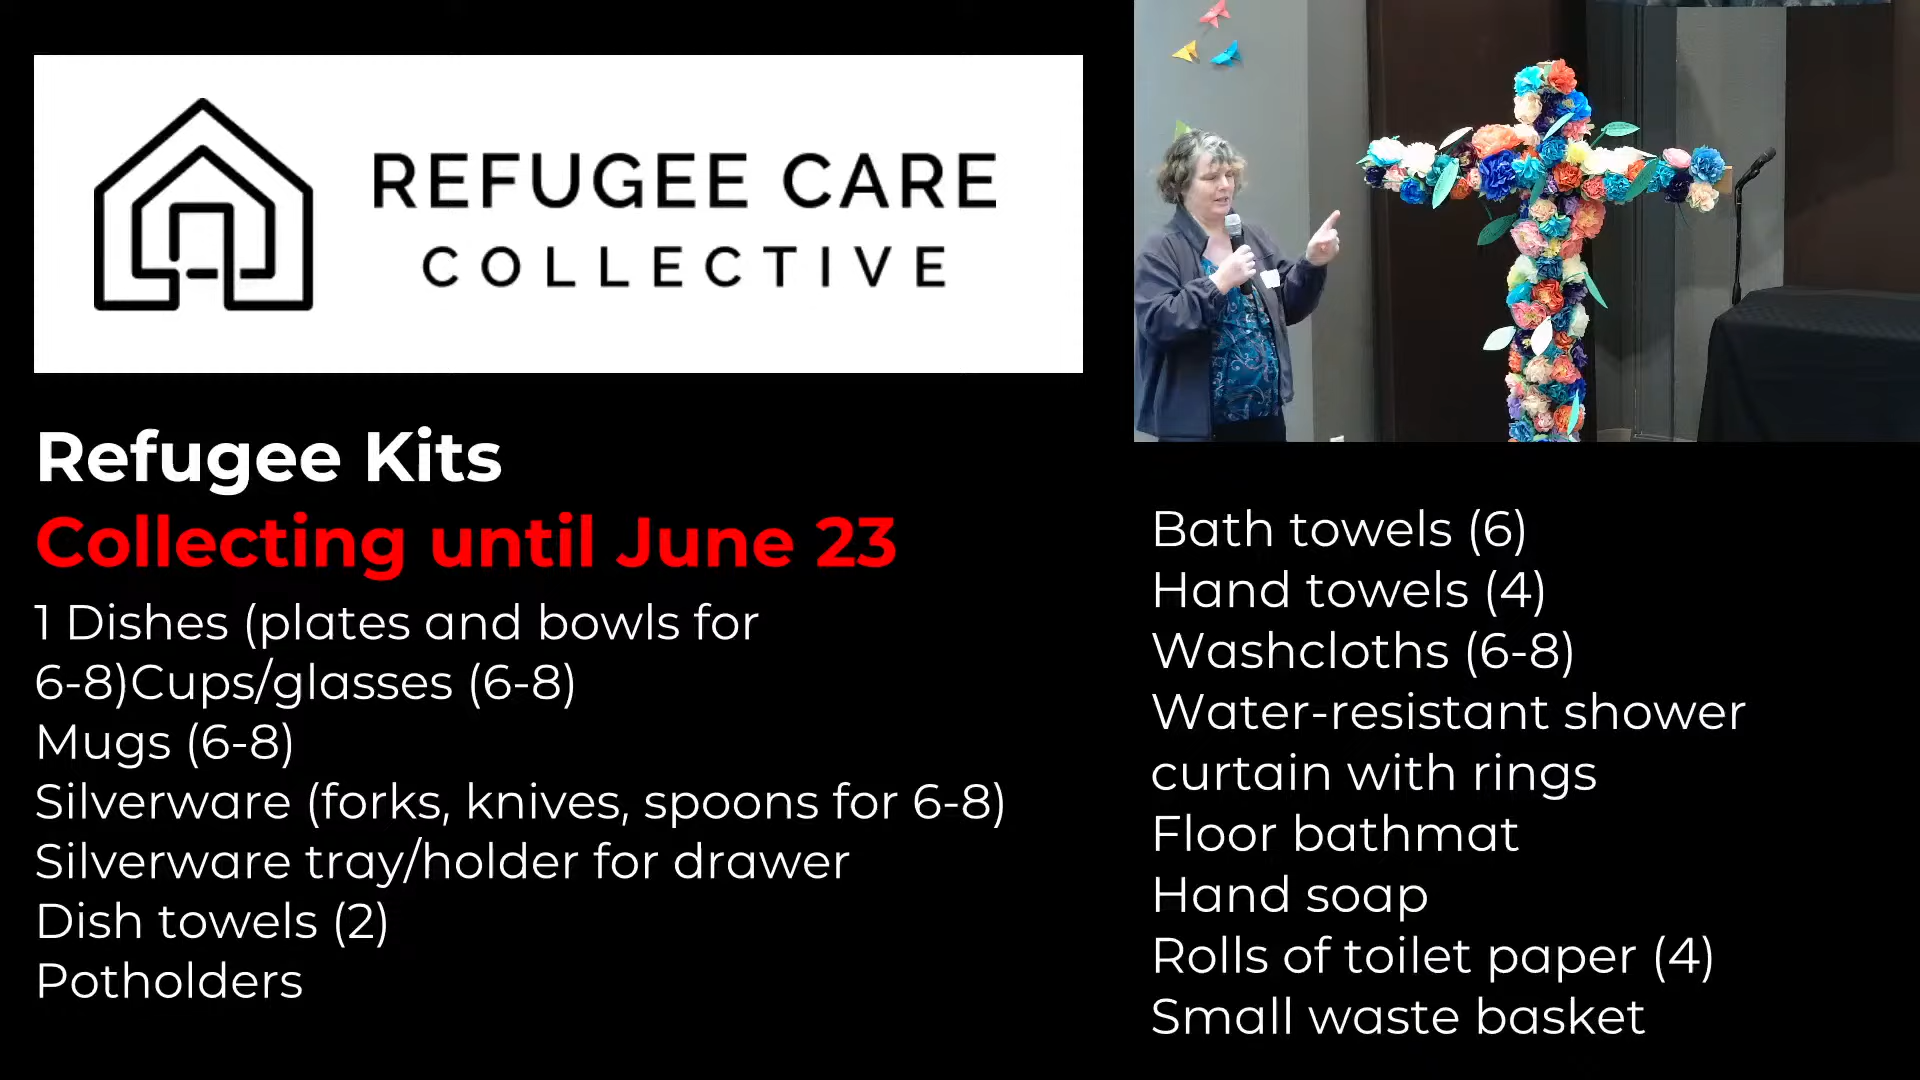 REFUGEE CARE
COLLECTIVE
Refugee Kits
Collecting until June 23
1 Dishes (plates and bowls for
6-8)Cups/glasses (6-8)
Mugs (6-8)
Silverware (forks, knives, spoons for 6-8)
Silverware tray/holder for drawer
Dish towels (2)
Potholders
Bath towels (6)
Hand towels (4)
Washcloths (6-8)
Water-resistant shower
curtain with rings
Floor bathmat
Hand soap
Rolls of toilet paper (4)
Small waste basket